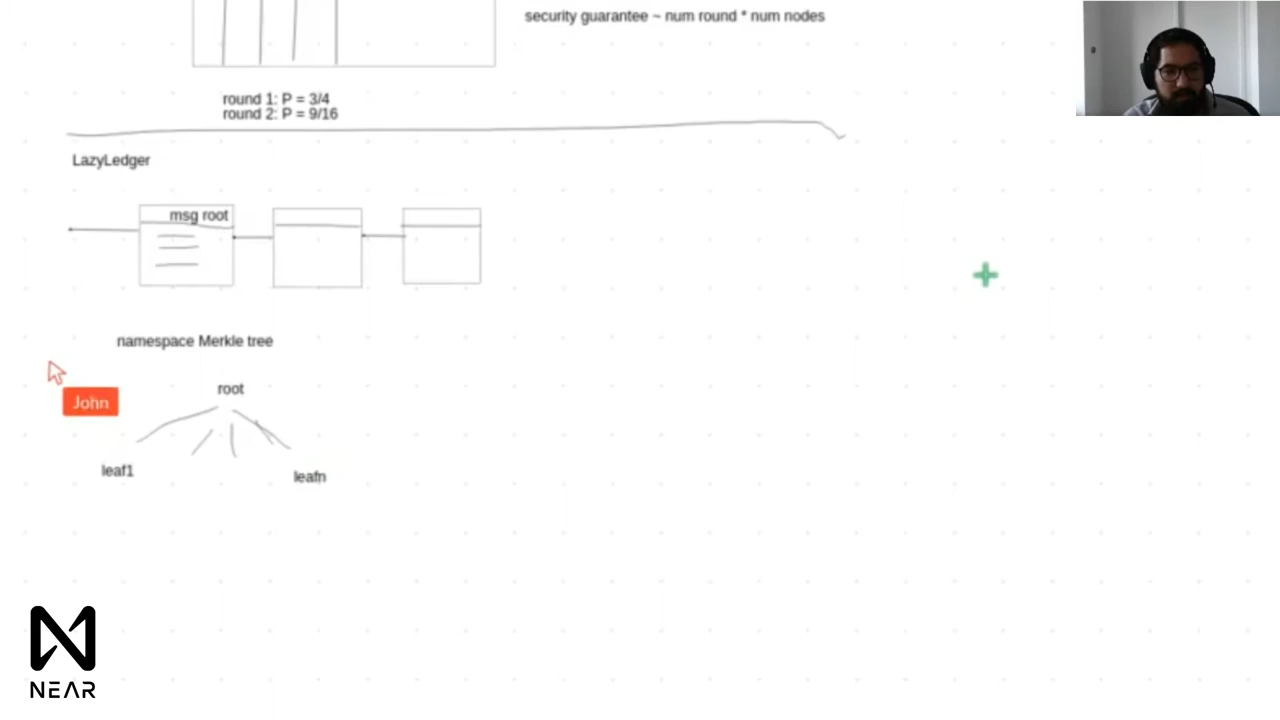 security guarantee ~ num round * num nodes
round 1: P = 3/4
round 2: P = 9/16
LazyLedger
msg root
namespace Merkle tree
root
John
leaf1
leafn
NEAR